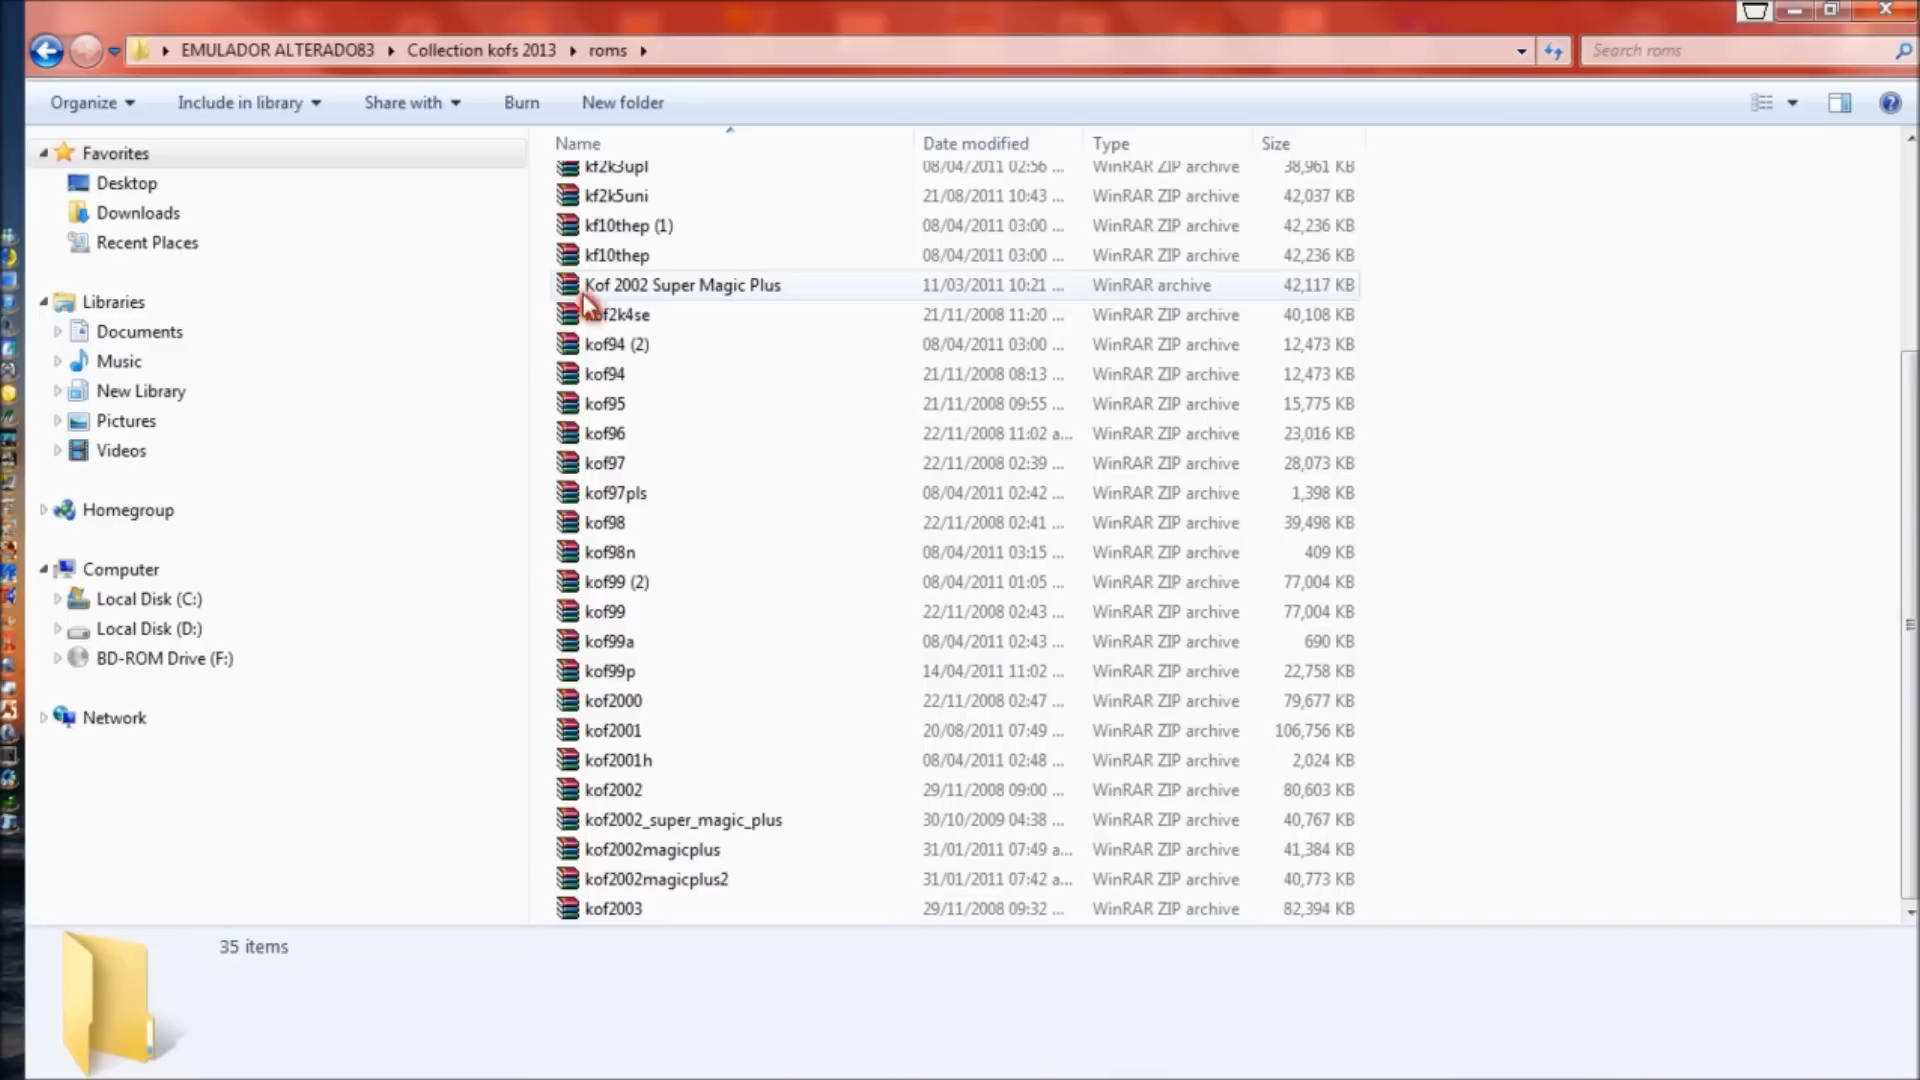 EMULADOR ALTERADO83 Collection kofs 2013 roms Search roms
Organize Include in library Share with Burn New folder
Favorites
Desktop
Downloads
Recent Places
Libraries
Documents
Music
New Library
Pictures
Videos
Homegroup
Computer
Local Disk (C:)
Local Disk (D:)
BD-ROM Drive (F:)
Network
Name Date modified Type Size
kf2k3upl 08/04/2011 02:56 ... WinRAR ZIP archive 38,961 KB
kf2k5uni 21/08/2011 10:43 ... WinRAR ZIP archive 42,037 KB
kf10thep (1) 08/04/2011 03:00 ... WinRAR ZIP archive 42,236 KB
kf10thep 08/04/2011 03:00 ... WinRAR ZIP archive 42,236 KB
Kof 2002 Super Magic Plus 11/03/2011 10:21 ... WinRAR archive 42,117 KB
kof2k4se 21/11/2008 11:20 ... WinRAR ZIP archive 40,108 KB
kof94 (2) 08/04/2011 03:00 ... WinRAR ZIP archive 12,473 KB
kof94 21/11/2008 08:13 ... WinRAR ZIP archive 12,473 KB
kof95 21/11/2008 09:55 ... WinRAR ZIP archive 15,775 KB
kof96 22/11/2008 11:02 a... WinRAR ZIP archive 23,016 KB
kof97 22/11/2008 02:39 ... WinRAR ZIP archive 28,073 KB
kof97pls 08/04/2011 02:42 ... WinRAR ZIP archive 1,398 KB
kof98 22/11/2008 02:41 ... WinRAR ZIP archive 39,498 KB
kof98n 08/04/2011 03:15 ... WinRAR ZIP archive 409 KB
kof99 (2) 08/04/2011 01:05 ... WinRAR ZIP archive 77,004 KB
kof99 22/11/2008 02:43 ... WinRAR ZIP archive 77,004 KB
kof99a 08/04/2011 02:43 ... WinRAR ZIP archive 690 KB
kof99p 14/04/2011 11:02 ... WinRAR ZIP archive 22,758 KB
kof2000 22/11/2008 02:47 ... WinRAR ZIP archive 79,677 KB
kof2001 20/08/2011 07:49 ... WinRAR ZIP archive 106,756 KB
kof2001h 08/04/2011 02:48 ... WinRAR ZIP archive 2,024 KB
kof2002 29/11/2008 09:00 ... WinRAR ZIP archive 80,603 KB
kof2002_super_magic_plus 30/10/2009 04:38 ... WinRAR ZIP archive 40,767 KB
kof2002magicplus 31/01/2011 07:49 a... WinRAR ZIP archive 41,384 KB
kof2002magicplus2 31/01/2011 07:42 a... WinRAR ZIP archive 40,773 KB
kof2003 29/11/2008 09:32 ... WinRAR ZIP archive 82,394 KB
35 items